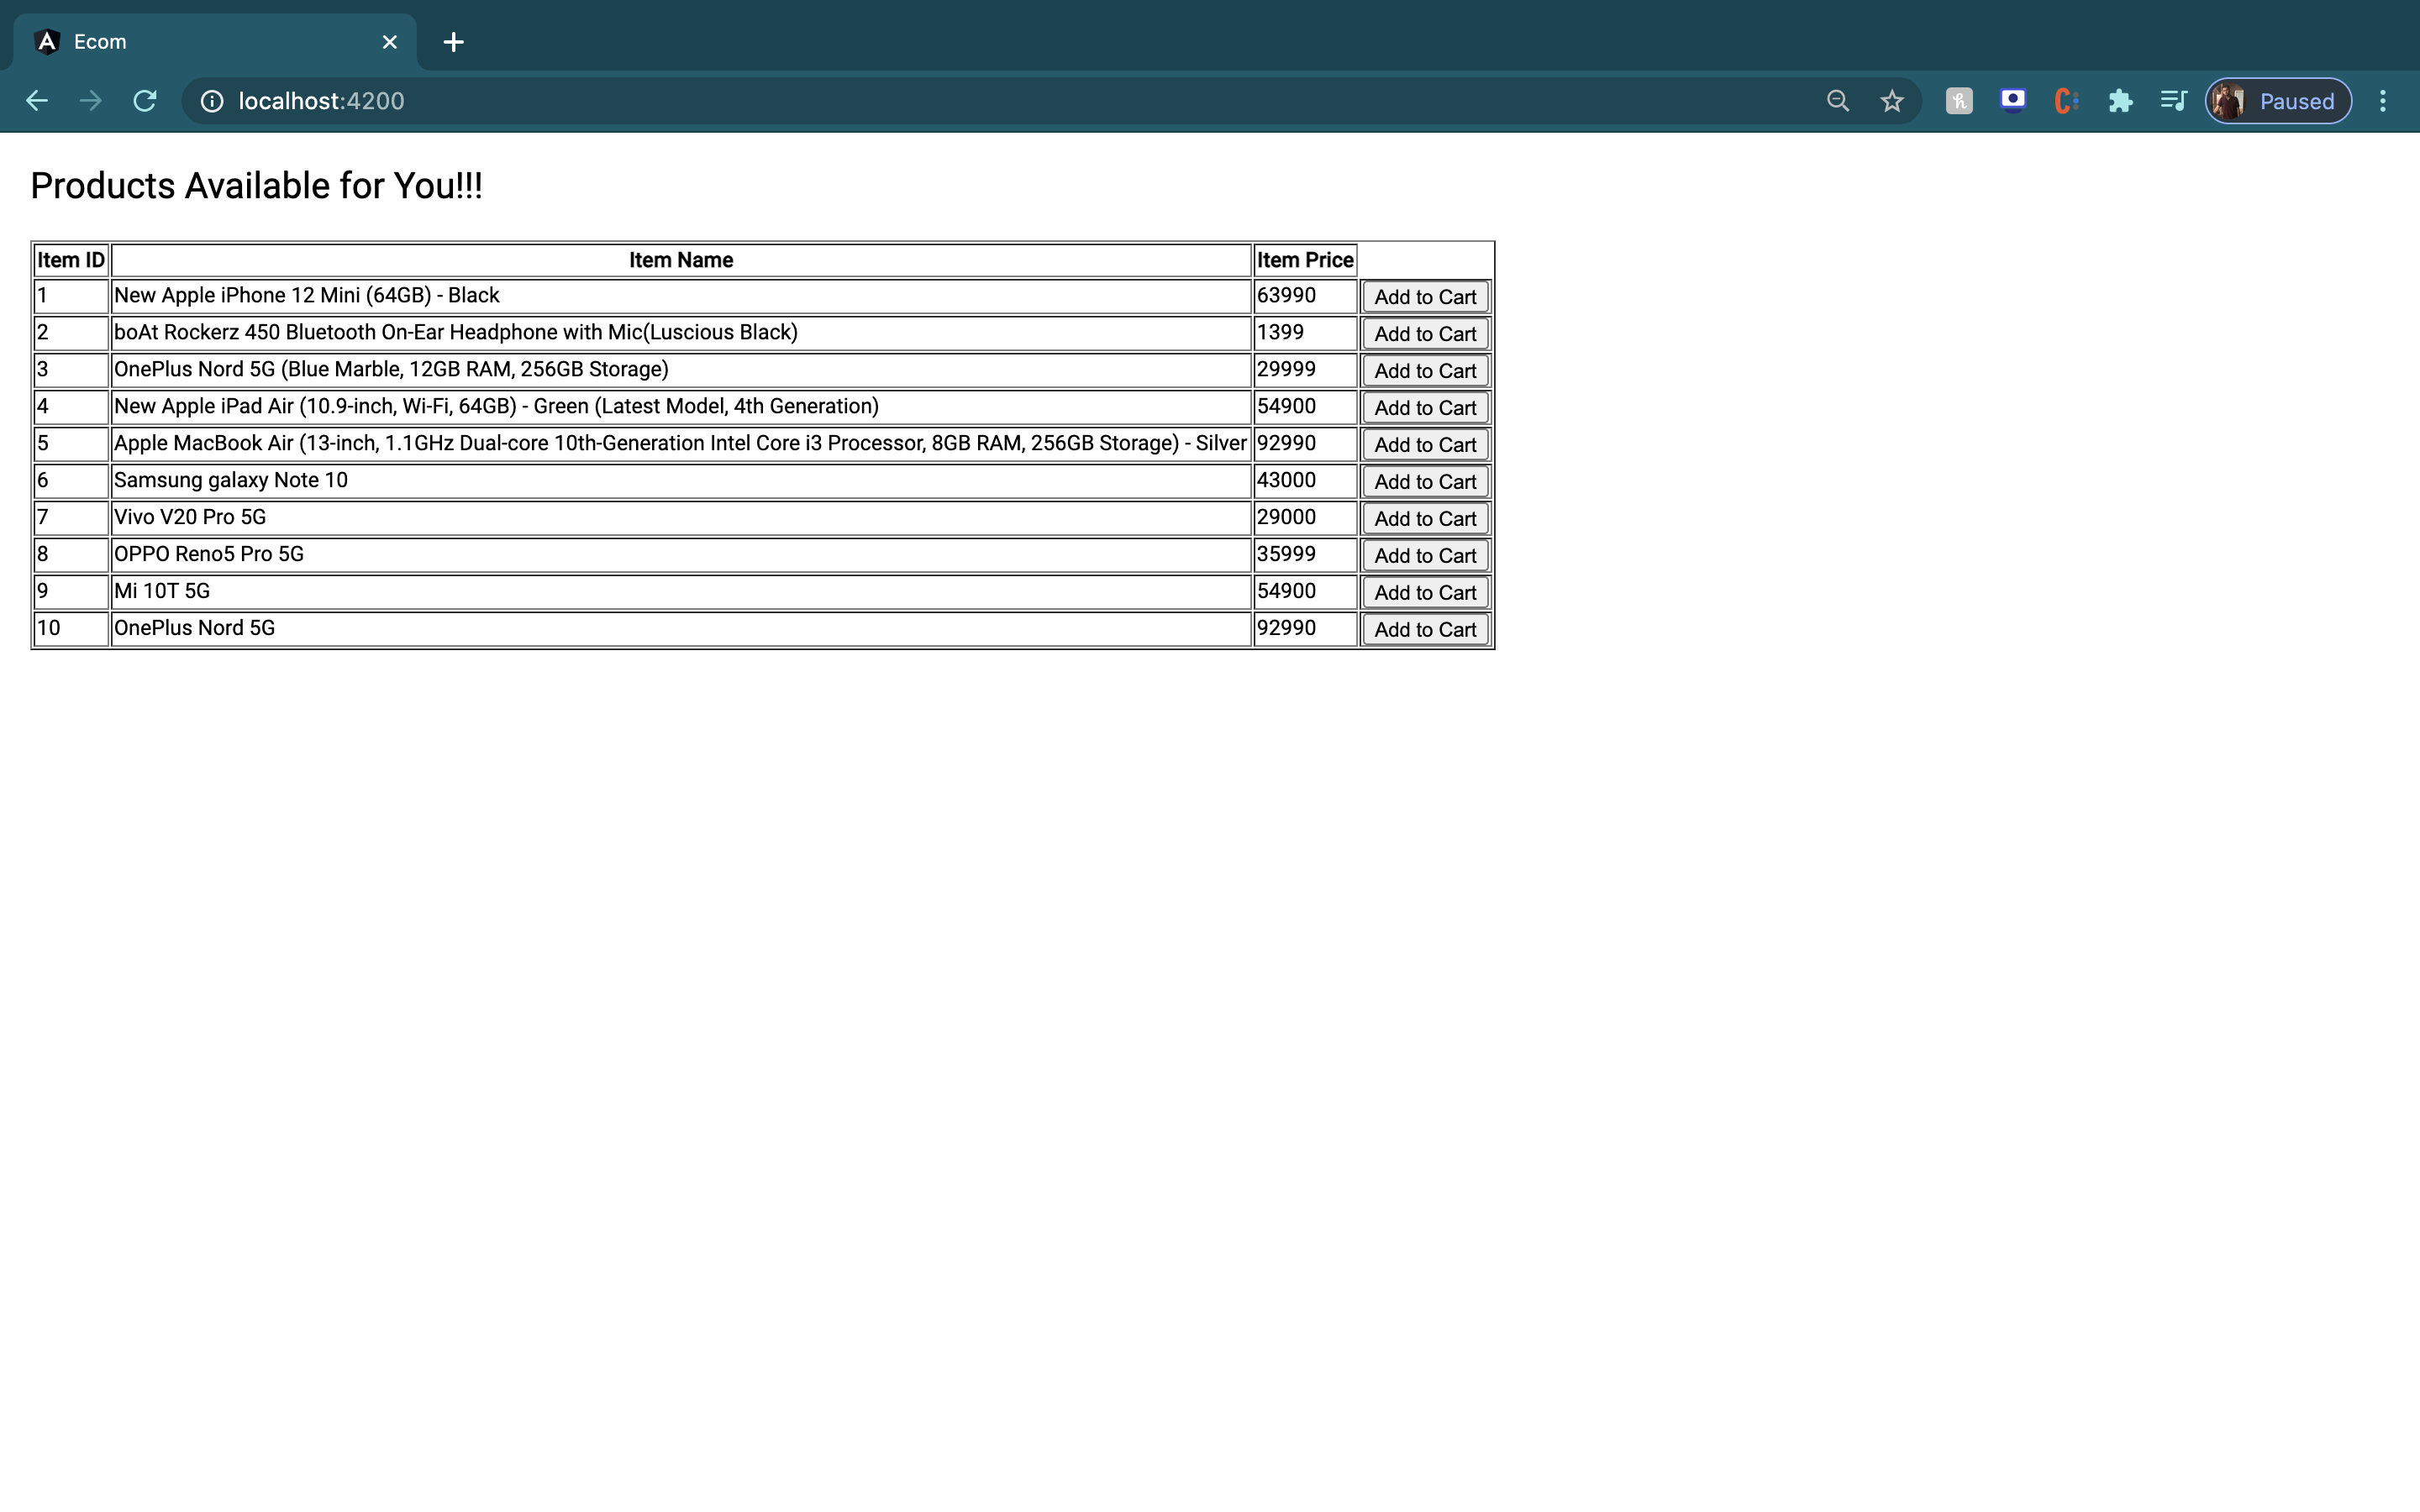 Ecom
localhost:4200
Paused
Products Available for You!!!
Item ID Item Name Item Price
1 New Apple iPhone 12 Mini (64GB) - Black 63990 Add to Cart
2 boAt Rockerz 450 Bluetooth On-Ear Headphone with Mic(Luscious Black) 1399 Add to Cart
3 OnePlus Nord 5G (Blue Marble, 12GB RAM, 256GB Storage) 29999 Add to Cart
4 New Apple iPad Air (10.9-inch, Wi-Fi, 64GB) - Green (Latest Model, 4th Generation) 54900 Add to Cart
5 Apple MacBook Air (13-inch, 1.1GHz Dual-core 10th-Generation Intel Core i3 Processor, 8GB RAM, 256GB Storage) - Silver 92990 Add to Cart
6 Samsung galaxy Note 10 43000 Add to Cart
7 Vivo V20 Pro 5G 29000 Add to Cart
8 OPPO Reno5 Pro 5G 35999 Add to Cart
9 Mi 10T 5G 54900 Add to Cart
10 OnePlus Nord 5G 92990 Add to Cart